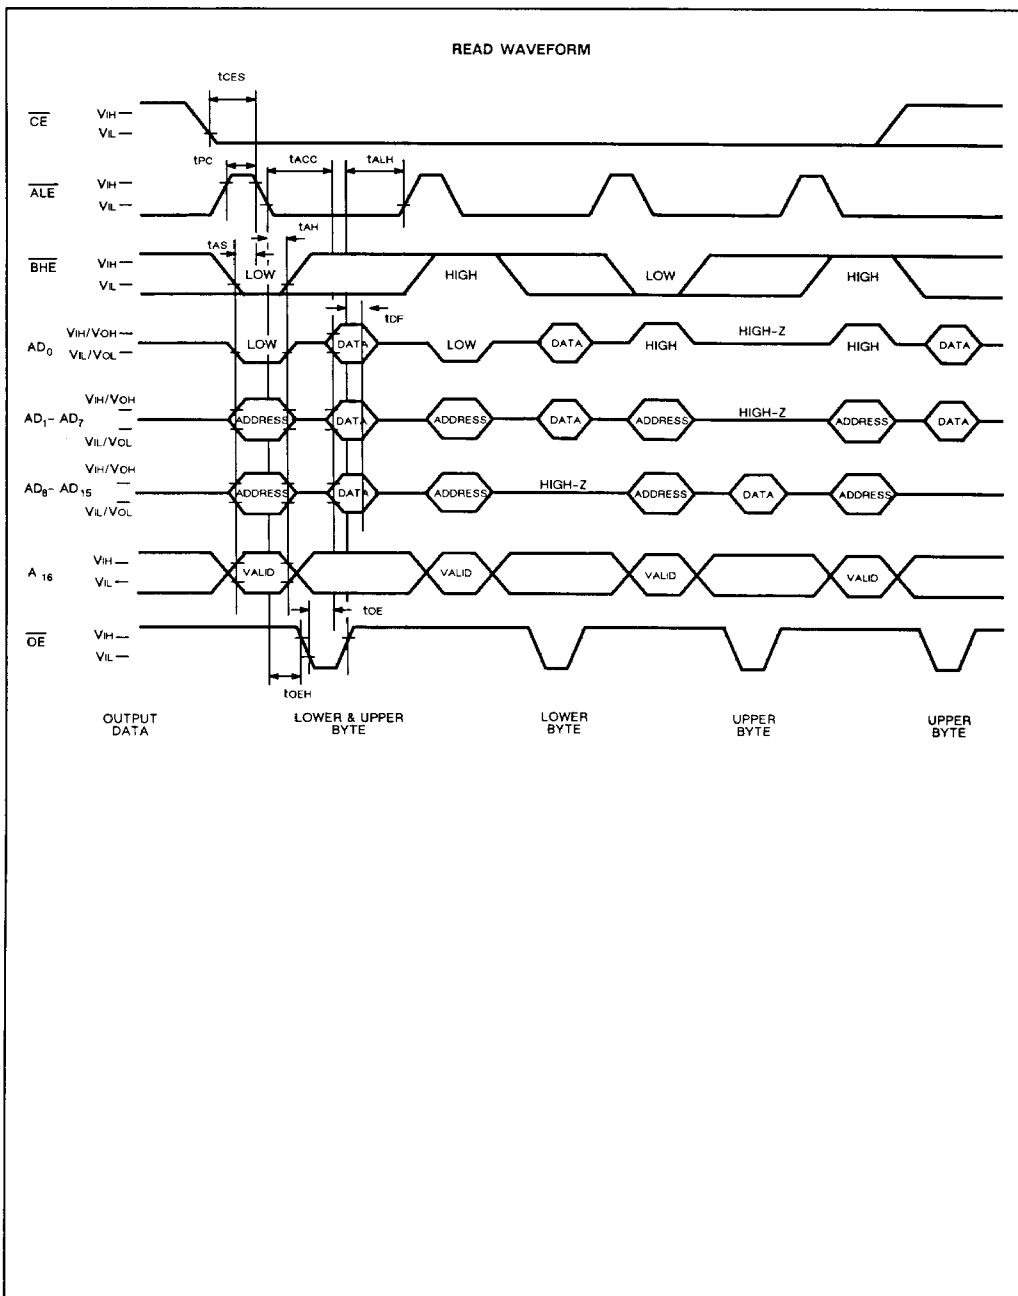 READ WAVEFORM
tCES
CE
VIH
VIL
tPC
tACC
tALH
ALE
VIH
VIL
tAS
tAH
BHE
VIH
VIL
LOW
HIGH
LOW
HIGH
tDF
AD0
VIH/VOH
VIL/VOL
LOW
DATA
LOW
DATA
HIGH
HIGH-Z
HIGH
DATA
AD1- AD7
VIH/VOH
VIL/VOL
ADDRESS
DATA
ADDRESS
DATA
ADDRESS
HIGH-Z
ADDRESS
DATA
AD8- AD15
VIH/VOH
VIL/VOL
ADDRESS
DATA
ADDRESS
HIGH-Z
ADDRESS
DATA
ADDRESS
A 16
VIH
VIL
VALID
VALID
VALID
VALID
tOE
OE
VIH
VIL
tOEH
OUTPUT
DATA
LOWER & UPPER
BYTE
LOWER
BYTE
UPPER
BYTE
UPPER
BYTE